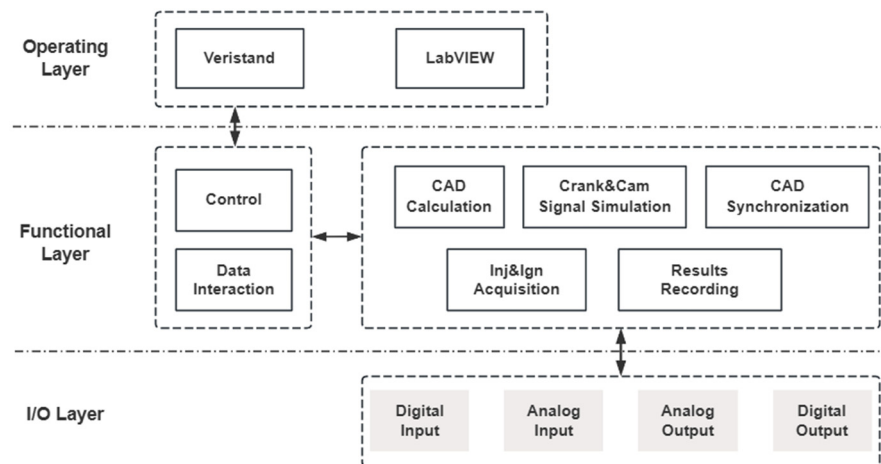 Operating
Layer
Veristand
LabVIEW
Functional
Layer
Control
Data
Interaction
CAD
Calculation
Crank&Cam
Signal Simulation
CAD
Synchronization
Inj&Ign
Acquisition
Results
Recording
I/O Layer
Digital
Input
Analog
Input
Analog
Output
Digital
Output